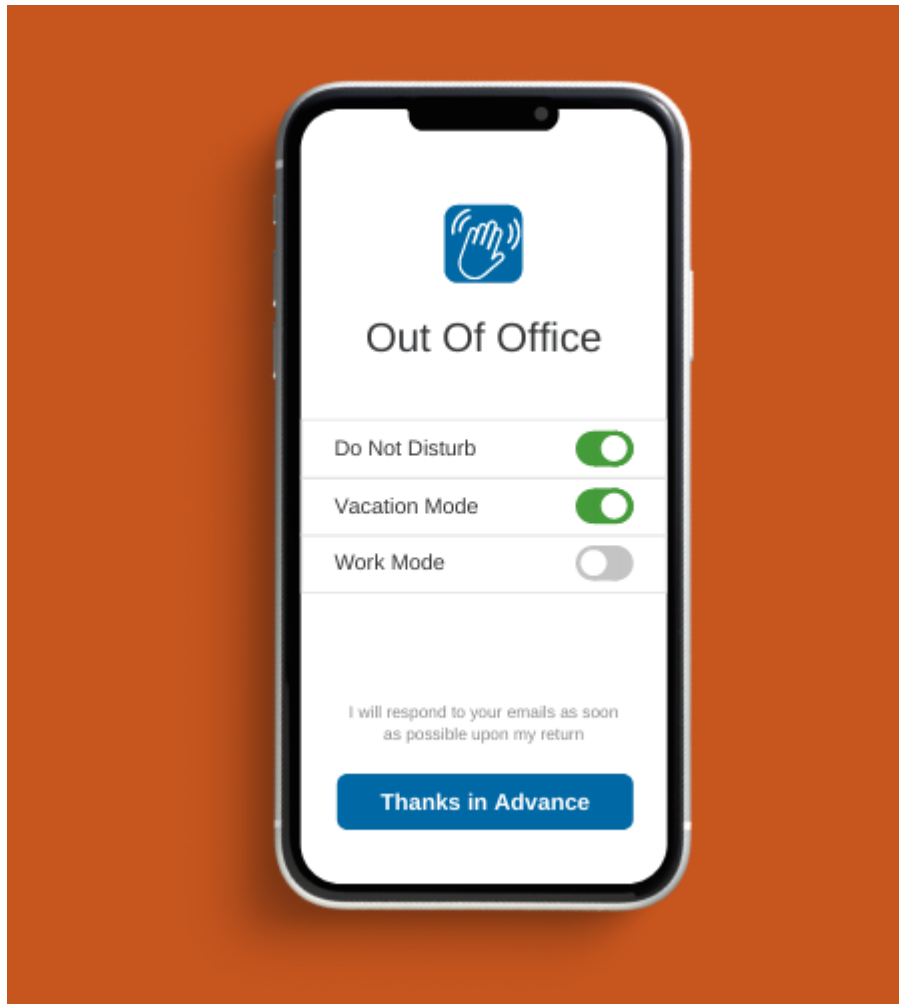 Out Of Office
Do Not Disturb
Vacation Mode
Work Mode
I will respond to your emails as soon
as possible upon my return
Thanks in Advance